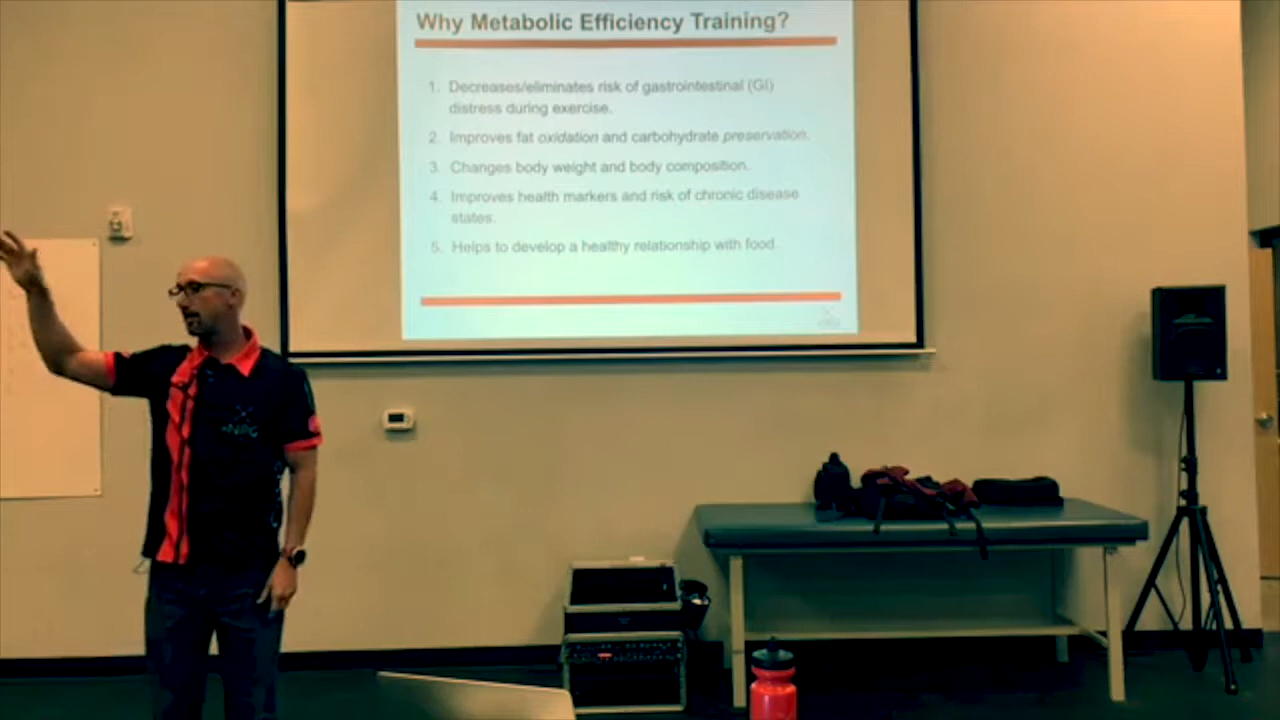 Why Metabolic Efficiency Training?
1. Decreases/eliminates risk of gastrointestinal (GI)
distress during exercise.
2. Improves fat oxidation and carbohydrate preservation.
3. Changes body weight and body composition.
4. Improves health markers and risk of chronic disease
states.
5. Helps to develop a healthy relationship with food.